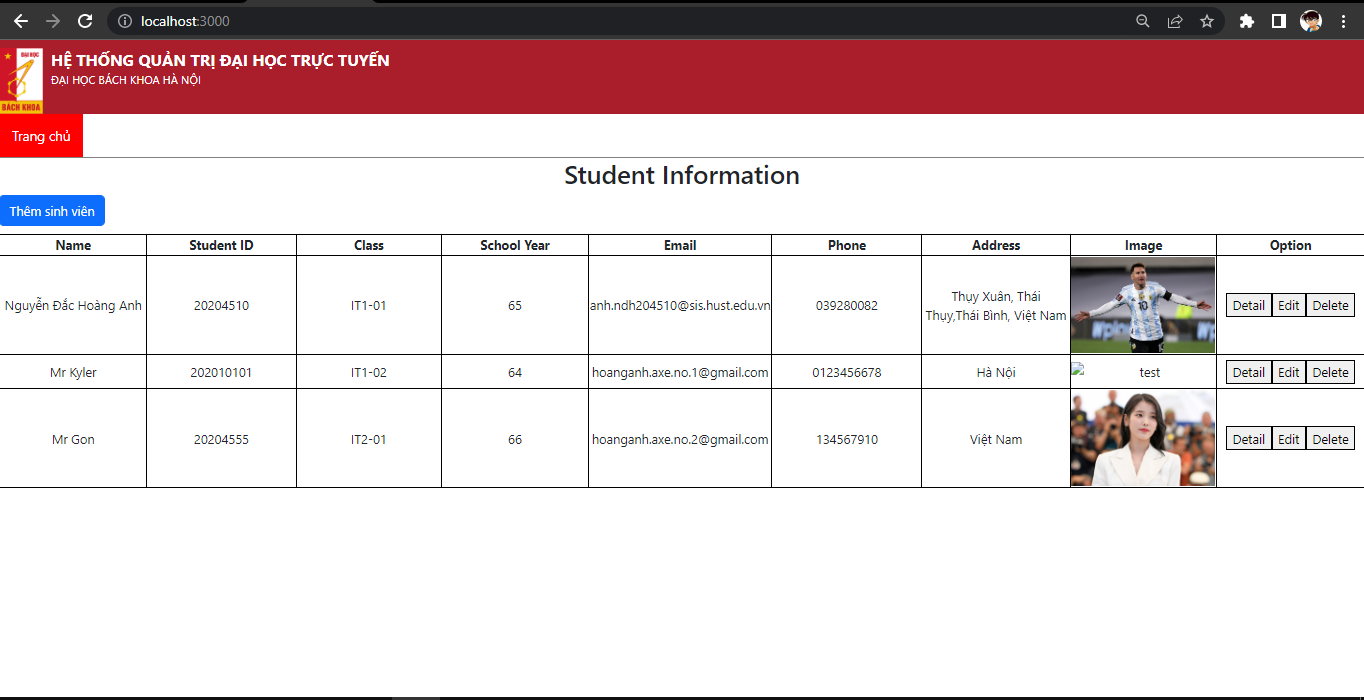 localhost:3000
ĐẠI HỌC
BÁCH KHOA
HỆ THỐNG QUẢN TRỊ ĐẠI HỌC TRỰC TUYẾN
ĐẠI HỌC BÁCH KHOA HÀ NỘI
Trang chủ
Student Information
Thêm sinh viên
Name Student ID Class School Year Email Phone Address Image Option
Nguyễn Đắc Hoàng Anh 20204510 IT1-01 65 anh.ndh204510@sis.hust.edu.vn 039280082 Thụy Xuân, Thái
Thụy,Thái Bình, Việt Nam
10
Detail Edit Delete
Mr Kyler 202010101 IT1-02 64 hoanganh.axe.no.1@gmail.com 0123456678 Hà Nội test Detail Edit Delete
Mr Gon 20204555 IT2-01 66 hoanganh.axe.no.2@gmail.com 134567910 Việt Nam Detail Edit Delete